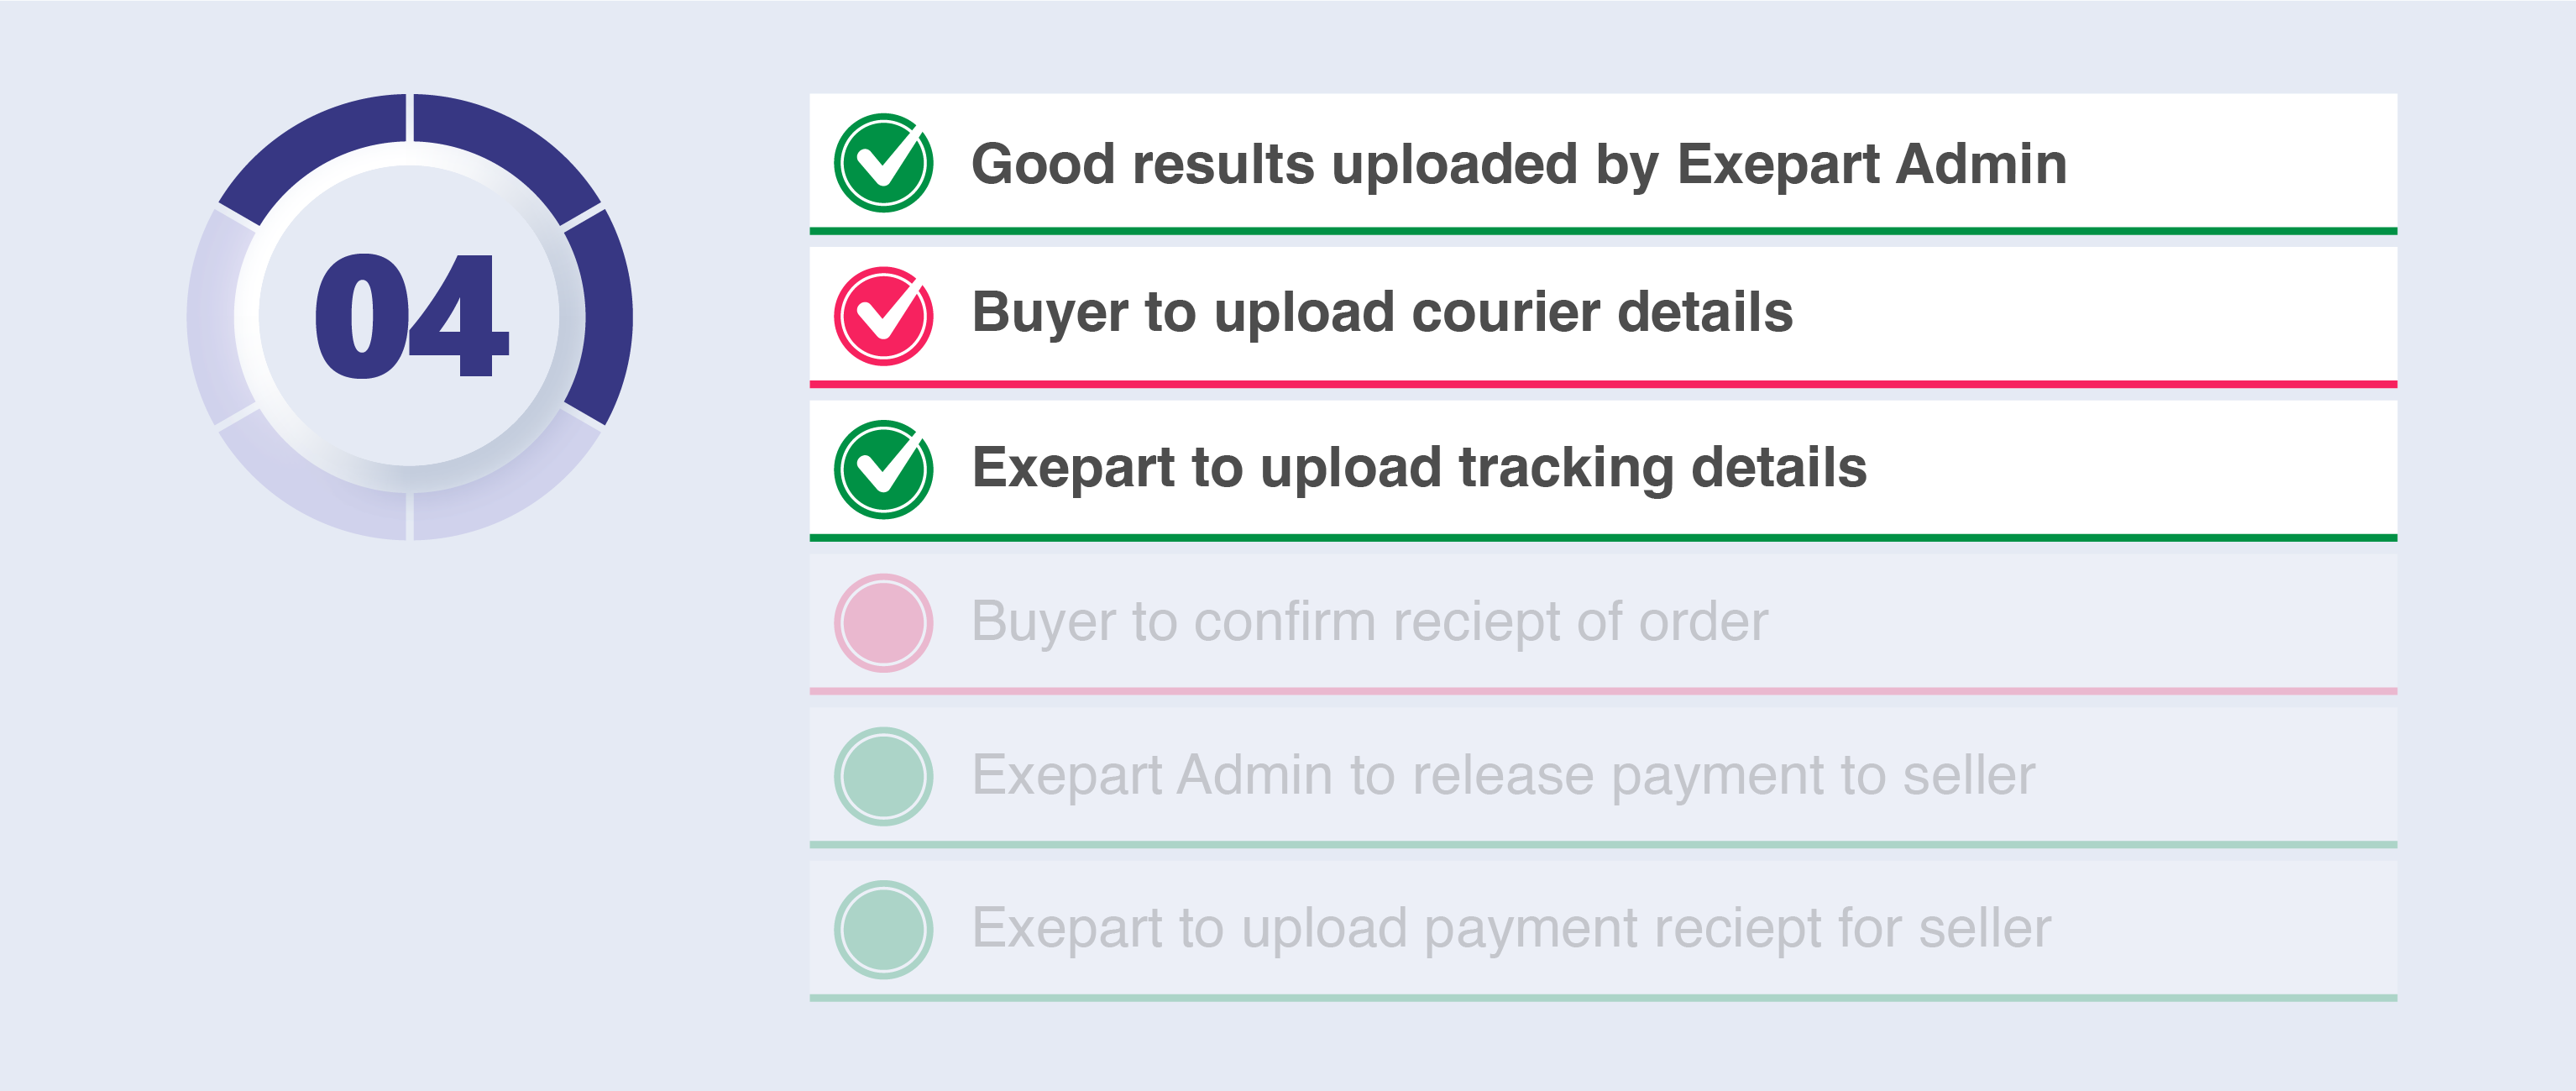 04
Good results uploaded by Exepart Admin
Buyer to upload courier details
Exepart to upload tracking details
Buyer to confirm reciept of order
Exepart Admin to release payment to seller
Exepart to upload payment reciept for seller